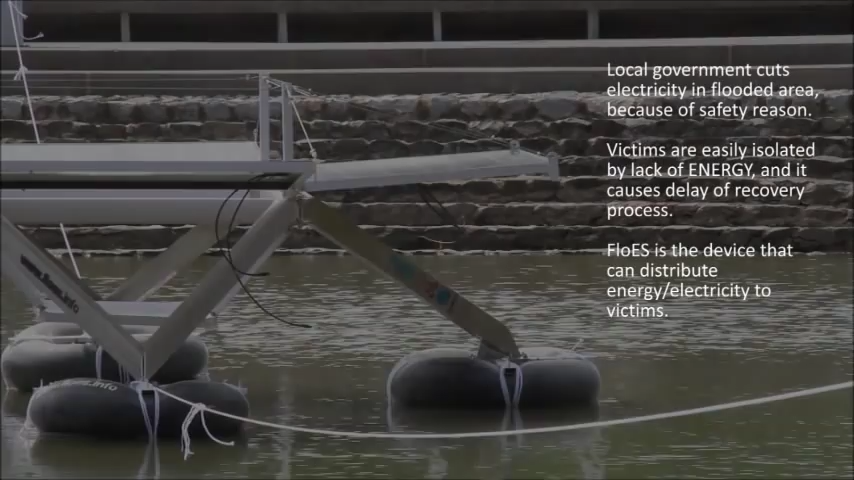 Local government cuts
electricity in flooded area,
because of safety reason.
Victims are easily isolated
by lack of ENERGY, and it
causes delay of recovery
process.
FloES is the device that
can distribute
energy/electricity to
victims.